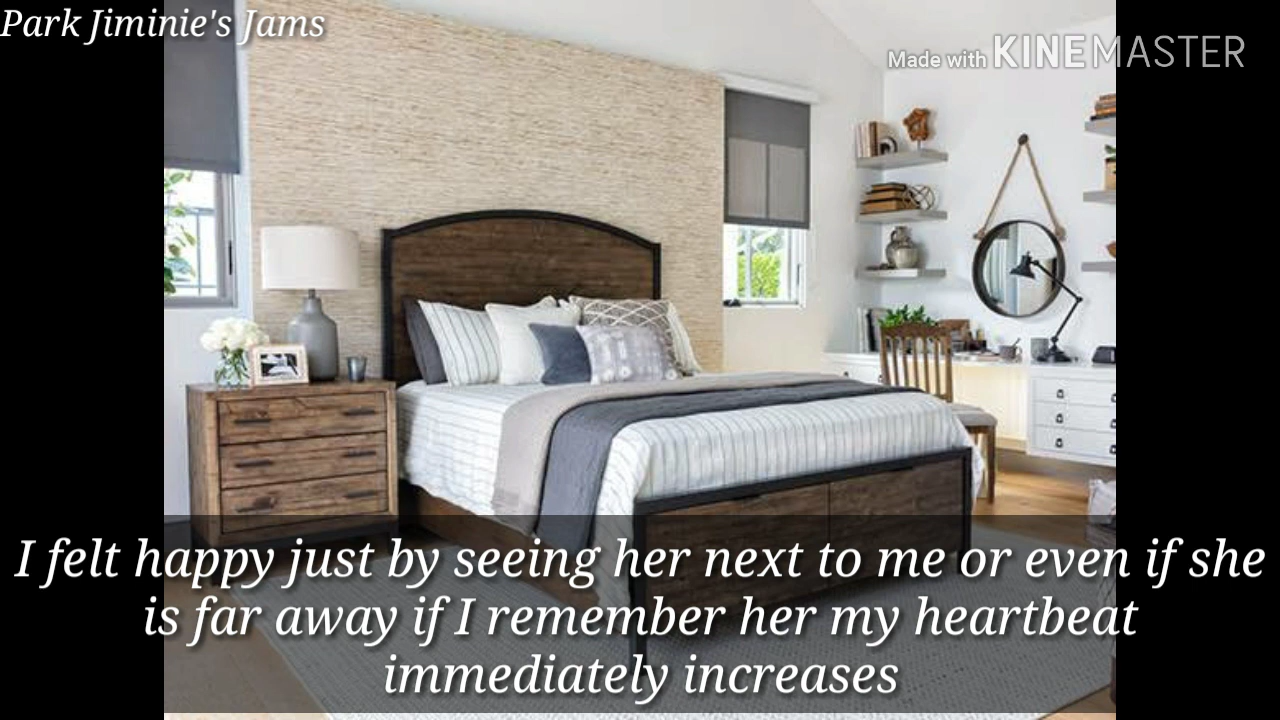 Park Jiminie's Jams
Made with KINEMASTER
I felt happy just by seeing her next to me or even if she
is far away if I remember her my heartbeat
immediately increases